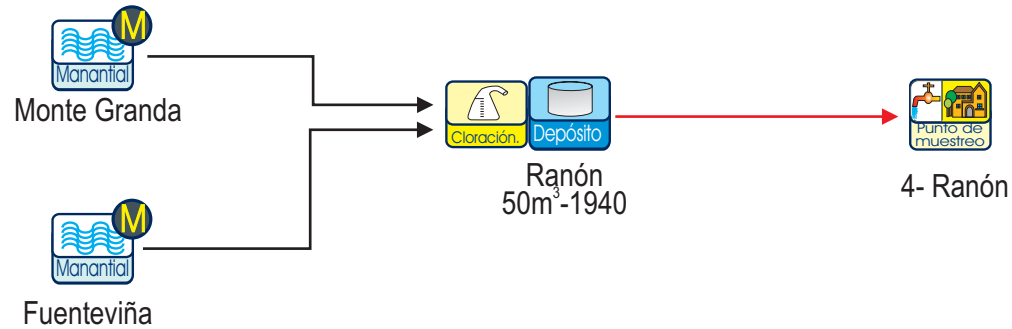 M
Manantial
Monte Granda
Cloración.
Depósito
Ranón
50m³-1940
Punto de
muestreo
4- Ranón
M
Manantial
Fuenteviña